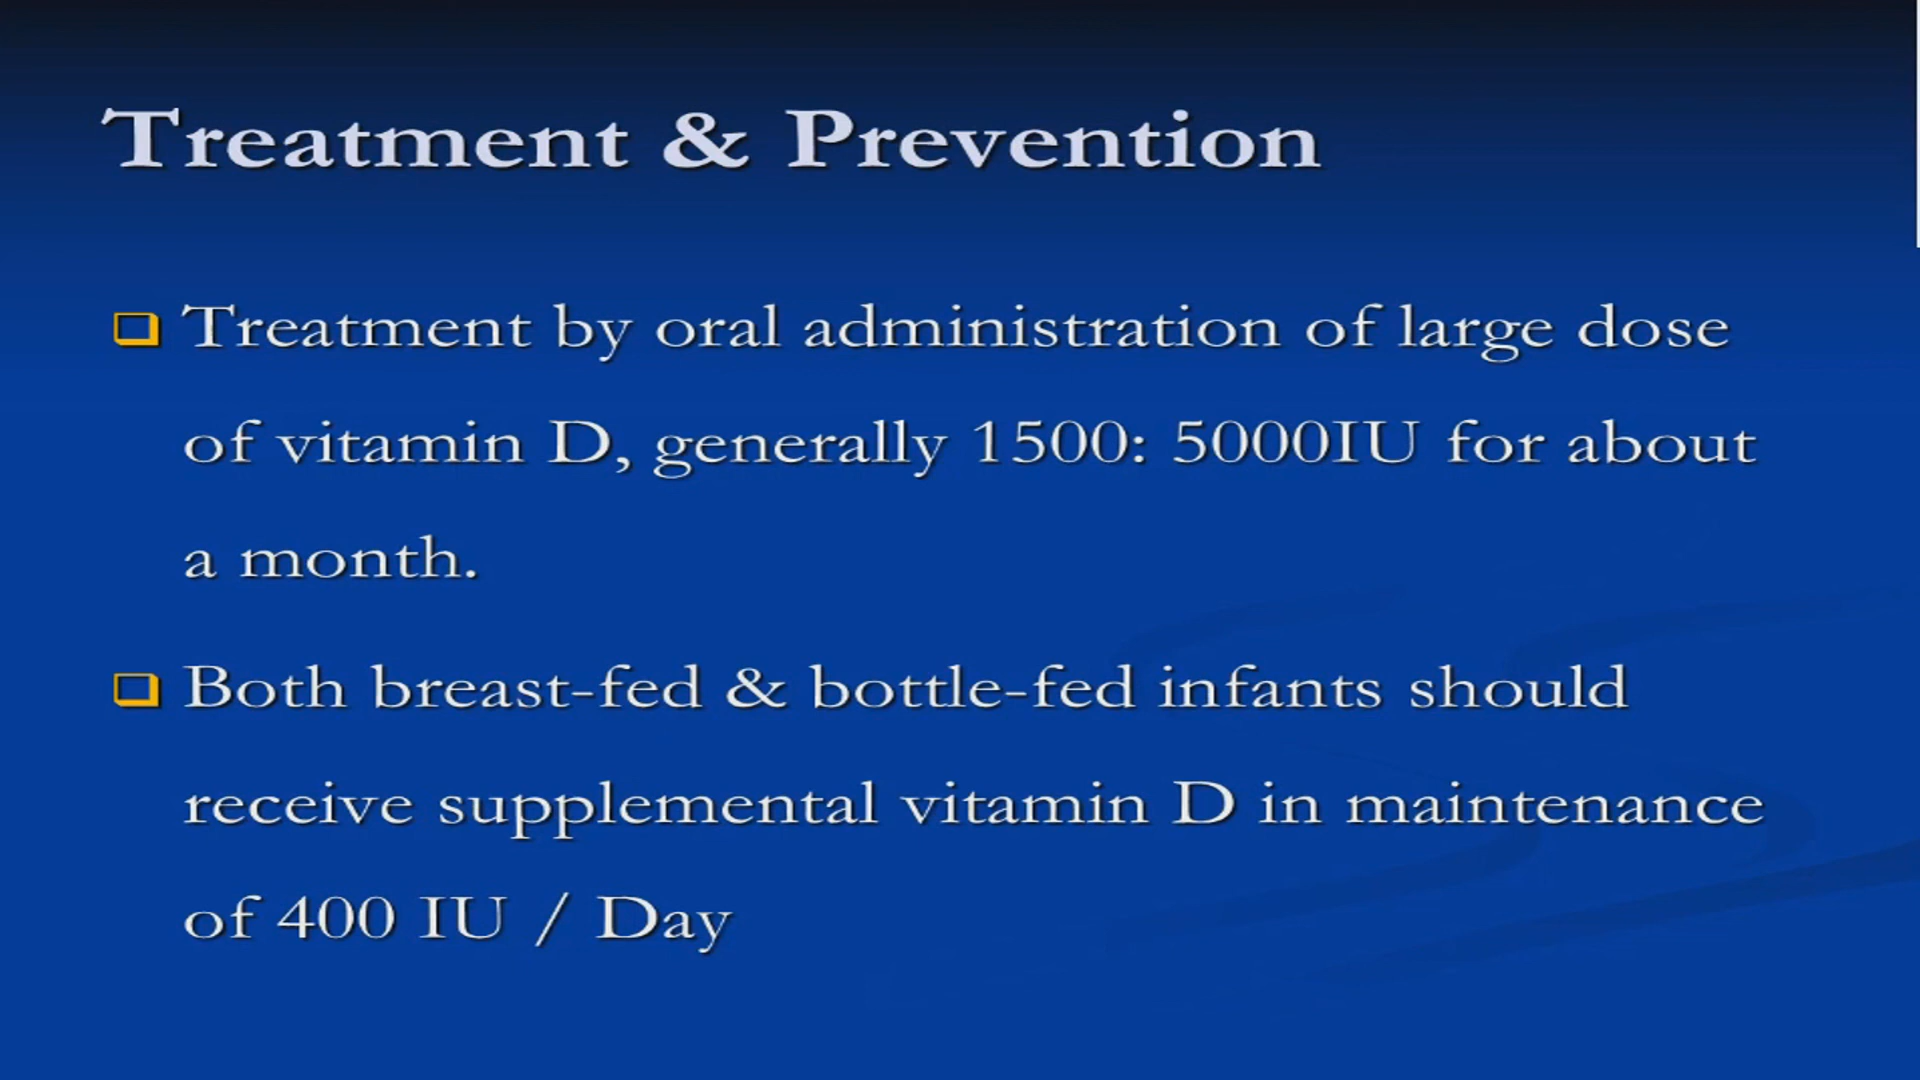 Treatment & Prevention
Treatment by oral administration of large dose
of vitamin D, generally 1500: 5000IU for about
a month.
Both breast-fed & bottle-fed infants should
receive supplemental vitamin D in maintenance
of 400 IU / Day